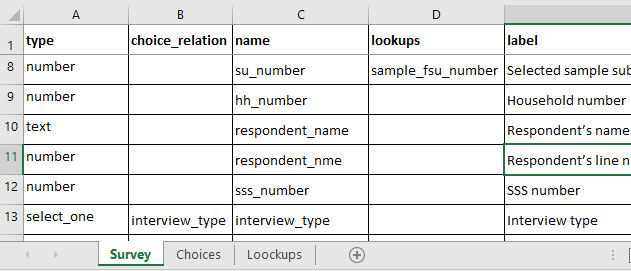 A B C D
1 type choice_relation name lookups label
8 number su_number sample_fsu_number Selected sample sub
9 number hh_number Household number
10 text respondent_name Respondent’s name
11 number respondent_nme Respondent’s line n
12 number sss_number SSS number
13 select_one interview_type interview_type Interview type
Survey Choices Loockups